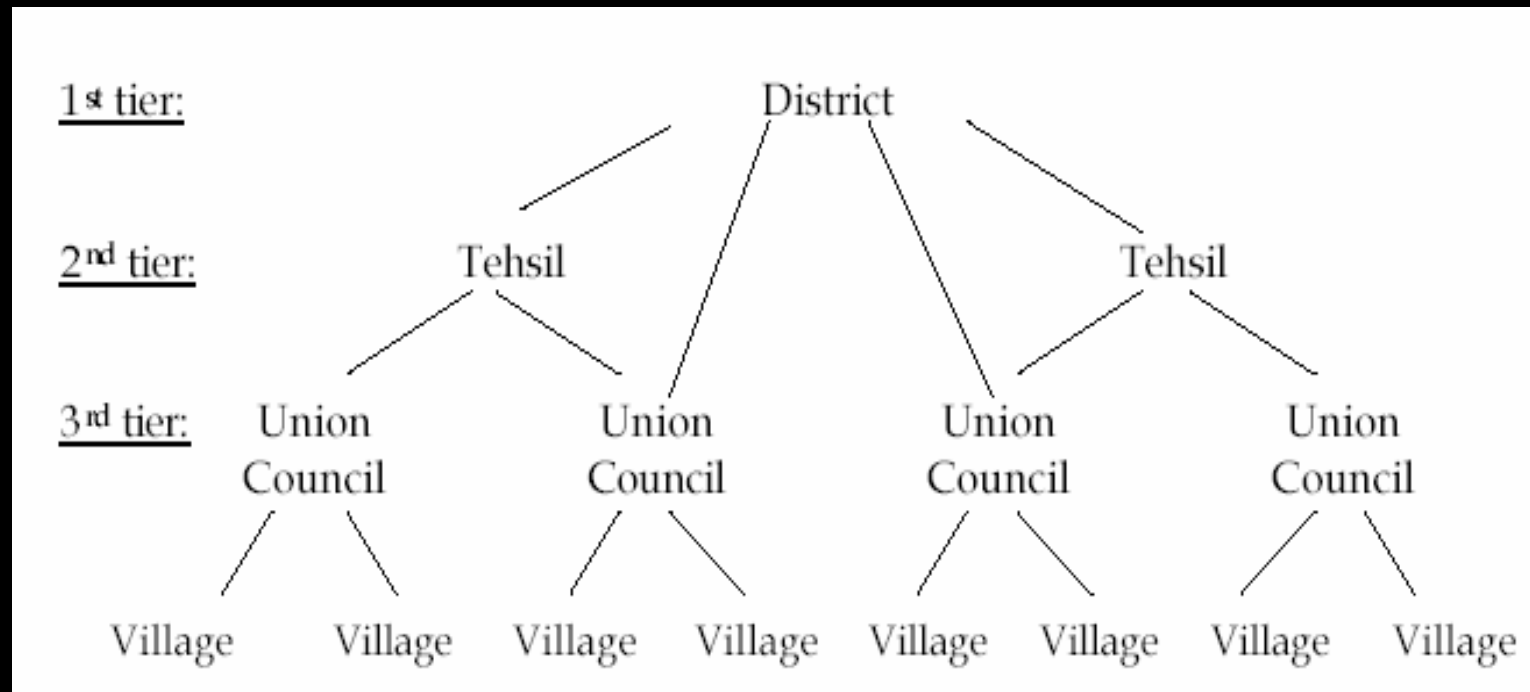 1st tier: District
2nd tier: Tehsil Tehsil
3rd tier: Union Union Union Union
Council Council Council Council
Village Village Village Village Village Village Village Village